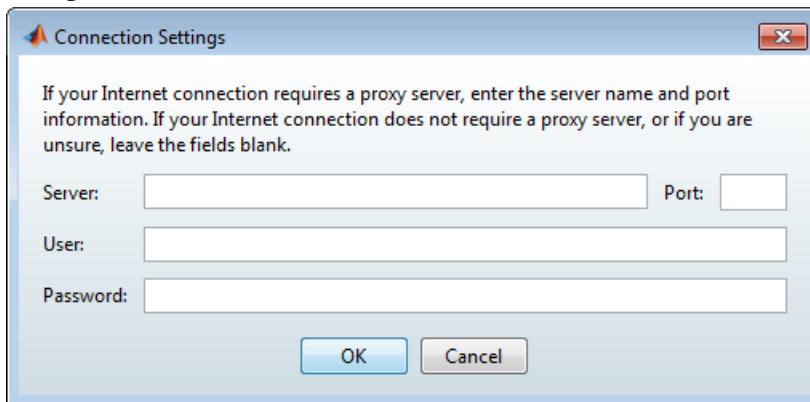 Connection Settings
If your Internet connection requires a proxy server, enter the server name and port
information. If your Internet connection does not require a proxy server, or if you are
unsure, leave the fields blank.
Server: Port:
User:
Password:
OK Cancel